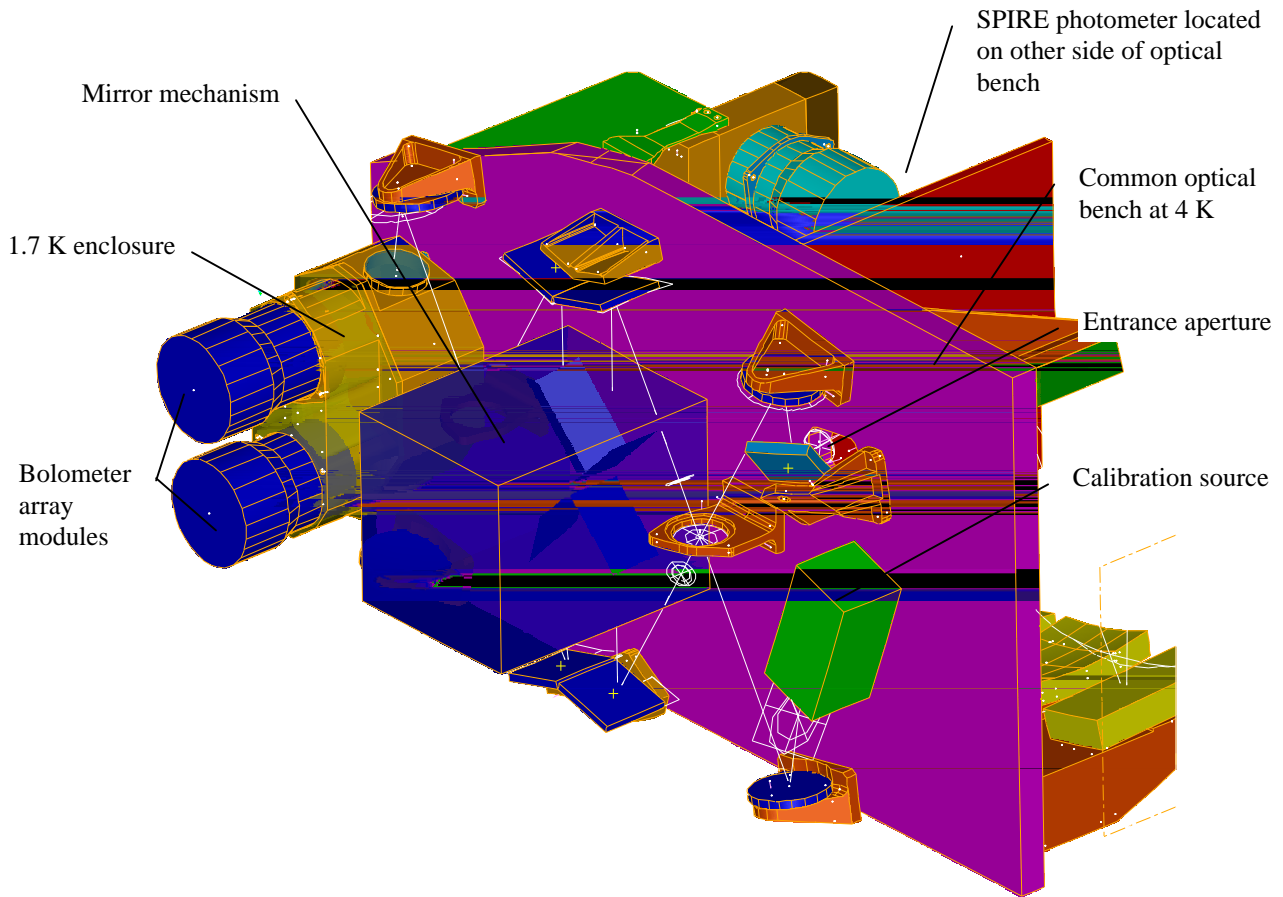 SPIRE photometer located
on other side of optical
bench
Mirror mechanism
Common optical
bench at 4 K
1.7 K enclosure
Entrance aperture
Bolometer
array
modules
Calibration source